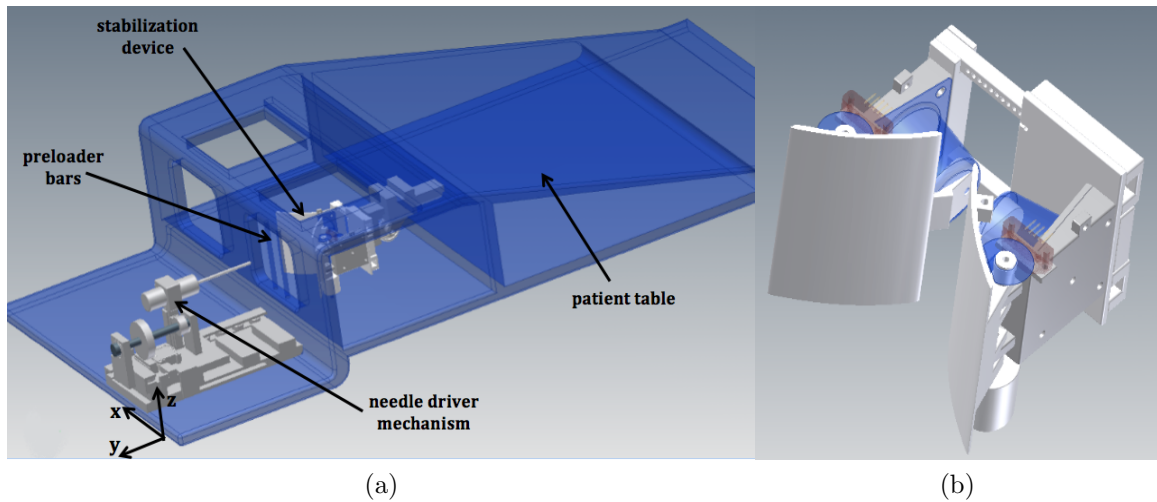 stabilization
device
preloader
bars
patient table
needle driver
mechanism
x
z
y
(a)
(b)